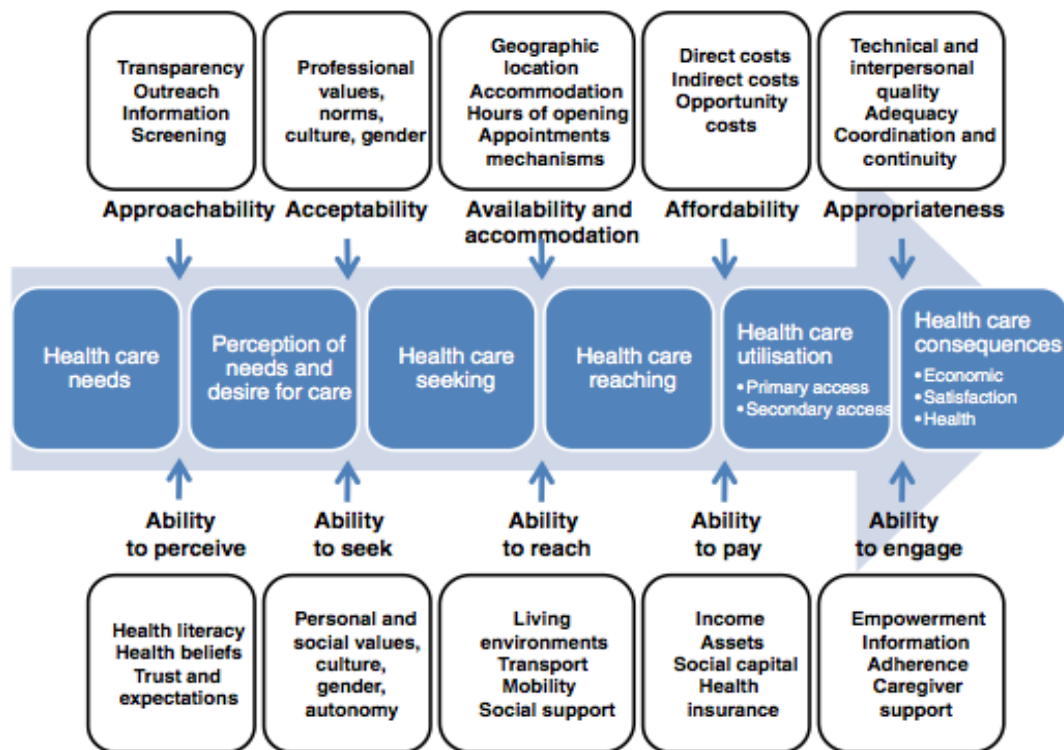 Transparency
Outreach
Information
Screening
Professional
values,
norms,
culture, gender
Geographic
location
Accommodation
Hours of opening
Appointments
mechanisms
Direct costs
Indirect costs
Opportunity
costs
Technical and
interpersonal
quality
Adequacy
Coordination and
continuity
Approachability
Acceptability
Availability and
accommodation
Affordability
Appropriateness
Health care
needs
Perception of
needs and
desire for care
Health care
seeking
Health care
reaching
Health care
utilisation
• Primary access
• Secondary access
Health care
consequences
• Economic
• Satisfaction
• Health
Ability
to perceive
Ability
to seek
Ability
to reach
Ability
to pay
Ability
to engage
Health literacy
Health beliefs
Trust and
expectations
Personal and
social values,
culture,
gender,
autonomy
Living
environments
Transport
Mobility
Social support
Income
Assets
Social capital
Health
insurance
Empowerment
Information
Adherence
Caregiver
support